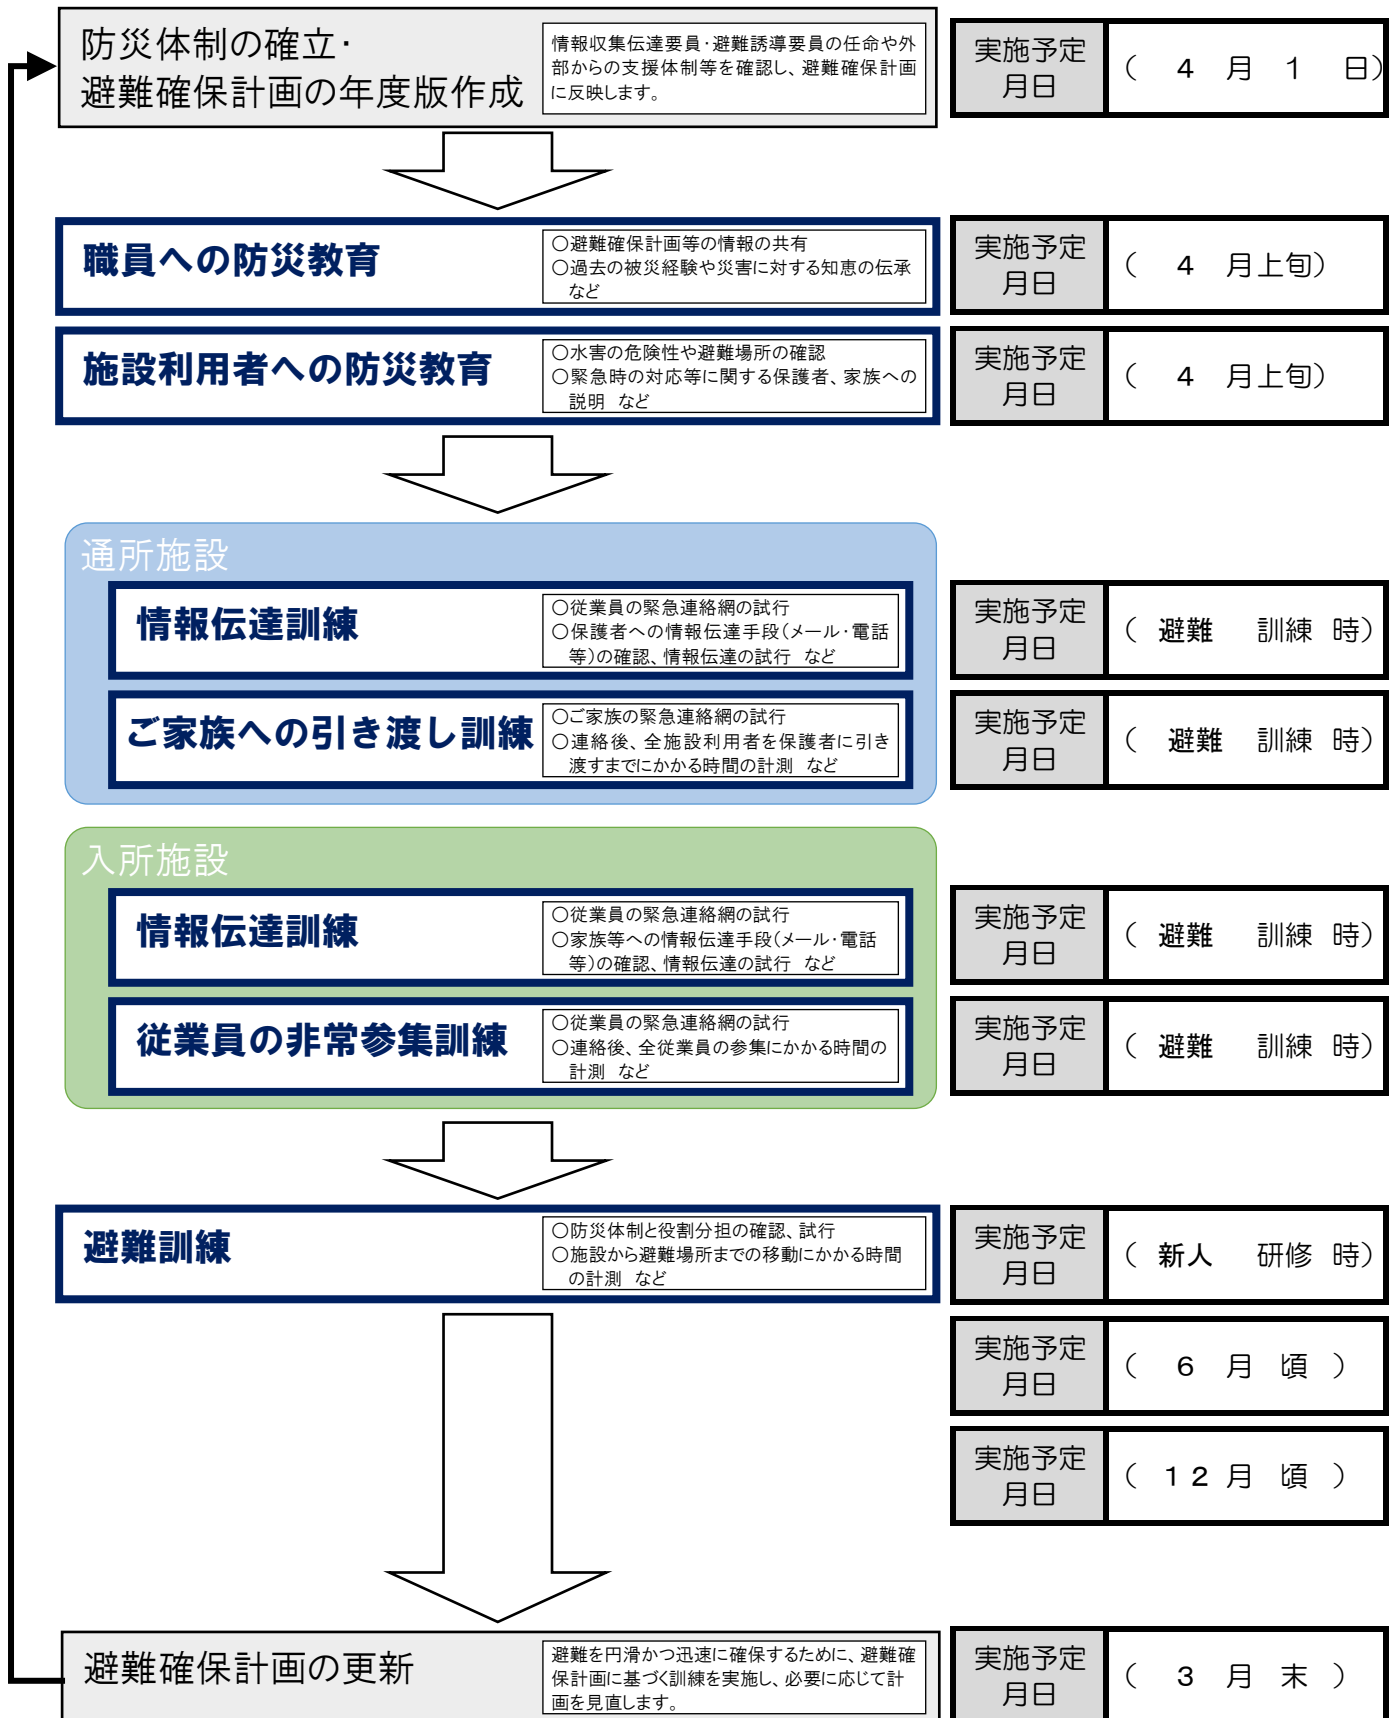 防災体制の確立・
避難確保計画の年度版作成
情報収集伝達要員・避難誘導要員の任命や外
部からの支援体制等を確認し、避難確保計画
に反映します。
実施予定
月日
（ ４ 月 １ 日）
職員への防災教育
○避難確保計画等の情報の共有
○過去の被災経験や災害に対する知恵の伝承
など
実施予定
月日
（ ４ 月上旬）
施設利用者への防災教育
○水害の危険性や避難場所の確認
○緊急時の対応等に関する保護者、家族への
説明 など
実施予定
月日
（ ４ 月上旬）
通所施設
情報伝達訓練
○従業員の緊急連絡網の試行
○保護者への情報伝達手段（メール・電話
等）の確認、情報伝達の試行 など
実施予定
月日
（ 避難 訓練 時）
ご家族への引き渡し訓練
○ご家族の緊急連絡網の試行
○連絡後、全施設利用者を保護者に引き
渡すまでにかかる時間の計測 など
実施予定
月日
（ 避難 訓練 時）
入所施設
情報伝達訓練
○従業員の緊急連絡網の試行
○家族等への情報伝達手段（メール・電話
等）の確認、情報伝達の試行 など
実施予定
月日
（ 避難 訓練 時）
従業員の非常参集訓練
○従業員の緊急連絡網の試行
○連絡後、全従業員の参集にかかる時間の
計測 など
実施予定
月日
（ 避難 訓練 時）
避難訓練
○防災体制と役割分担の確認、試行
○施設から避難場所までの移動にかかる時間
の計測 など
実施予定
月日
（ 新人 研修 時）
実施予定
月日
（ ６ 月 頃 ）
実施予定
月日
（ １２ 月 頃 ）
避難確保計画の更新
避難を円滑かつ迅速に確保するために、避難確
保計画に基づく訓練を実施し、必要に応じて計
画を見直します。
実施予定
月日
（ ３ 月 末 ）